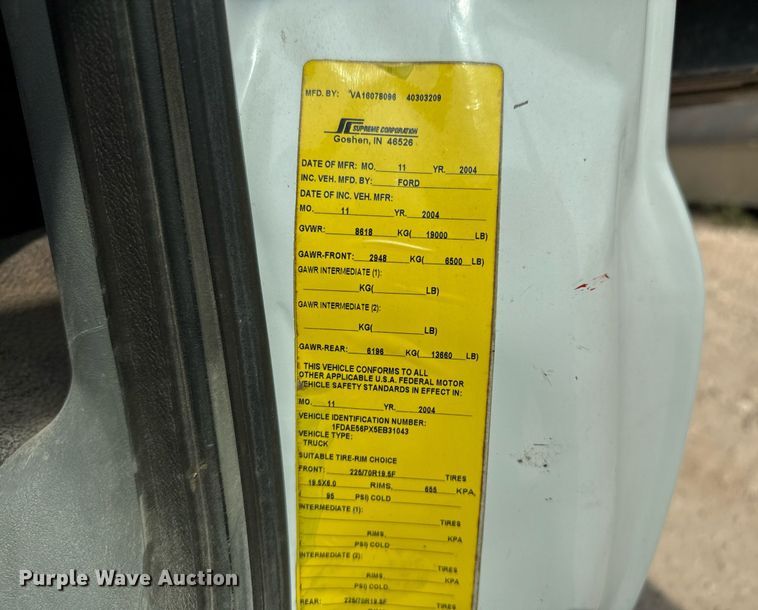 MFD. BY: VA16078096 40303209
SUPREME CORPORATION
Goshen, IN 46526
DATE OF MFR: MO. 11 YR. 2004
INC. VEH. MFD. BY: FORD
DATE OF INC. VEH. MFR:
MO. 11 YR. 2004
GVWR: 8618 KG( 19000 LB)
GAWR-FRONT: 2948 KG( 6500 LB)
GAWR INTERMEDIATE (1):
KG( LB)
GAWR INTERMEDIATE (2):
KG( LB)
GAWR-REAR: 6196 KG( 13660 LB)
THIS VEHICLE CONFORMS TO ALL
OTHER APPLICABLE U.S.A. FEDERAL MOTOR
VEHICLE SAFETY STANDARDS IN EFFECT IN:
MO. 11 2004
VEHICLE IDENTIFICATION NUMBER:
1FDAE56PX5EB31043
VEHICLE TYPE:
TRUCK
SUITABLE TIRE-RIM CHOICE
FRONT: 225/70R19.5F TIRES
19.5X6.0 RIMS, 655 KPA,
( 95 PSI) COLD
INTERMEDIATE (1): TIRES
RIMS, KPA
( PSI) COLD
INTERMEDIATE (2): TIRES
RIMS, KPA
( PSI) COLD
REAR: 225/70R19.5F
Purple Wave Auction